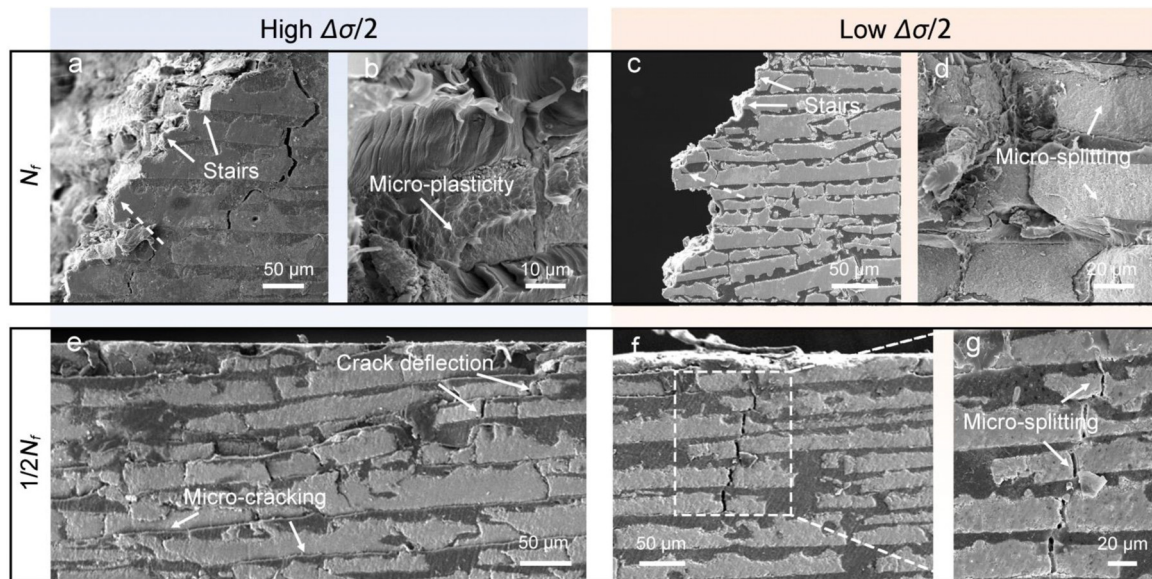 High Δσ/2
Low Δσ/2
N_f
a
Stairs
50 μm
b
Micro-plasticity
10 μm
c
Stairs
50 μm
d
Micro-splitting
20 μm
1/2N_f
e
Crack deflection
Micro-cracking
50 μm
f
50 μm
g
Micro-splitting
20 μm